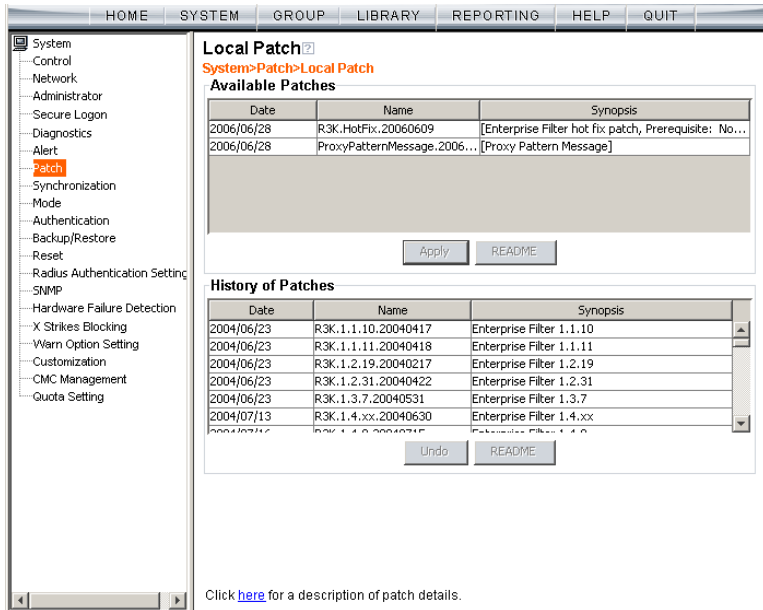 HOME SYSTEM GROUP LIBRARY REPORTING HELP QUIT
System
Control
Network
Administrator
Secure Logon
Diagnostics
Alert
Patch
Synchronization
Mode
Authentication
Backup/Restore
Reset
Radius Authentication Setting
SNMP
Hardware Failure Detection
X Strikes Blocking
Warn Option Setting
Customization
CMC Management
Quota Setting
Local Patch ?
System>Patch>Local Patch
Available Patches
Date Name Synopsis
2006/06/28 R3K.HotFix.20060609 [Enterprise Filter hot fix patch, Prerequisite: No...
2006/06/28 ProxyPatternMessage.2006... [Proxy Pattern Message]
Apply README
History of Patches
Date Name Synopsis
2004/06/23 R3K.1.1.10.20040417 Enterprise Filter 1.1.10
2004/06/23 R3K.1.1.11.20040418 Enterprise Filter 1.1.11
2004/06/23 R3K.1.2.19.20040217 Enterprise Filter 1.2.19
2004/06/23 R3K.1.2.31.20040422 Enterprise Filter 1.2.31
2004/06/23 R3K.1.3.7.20040531 Enterprise Filter 1.3.7
2004/07/13 R3K.1.4.xx.20040630 Enterprise Filter 1.4.xx
Undo README
Click here for a description of patch details.